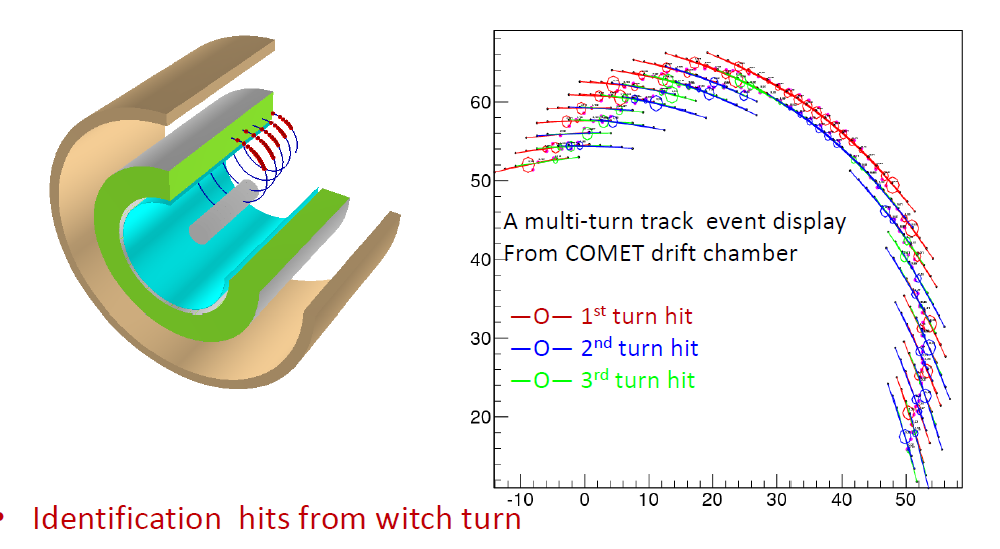 60
50
40
30
20
-10 0 10 20 30 40 50
A multi-turn track event display
From COMET drift chamber
—O— 1st turn hit
—O— 2nd turn hit
—O— 3rd turn hit
• Identification hits from witch turn